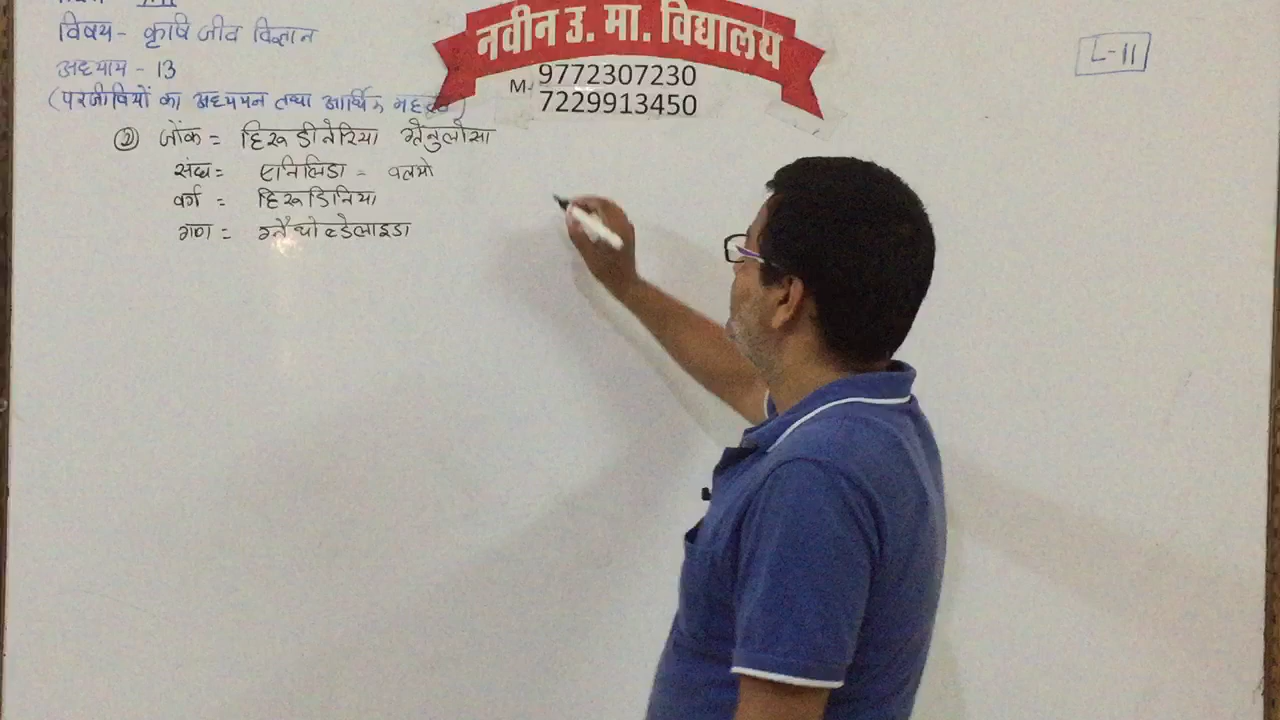 विषय - कृषि जीव विज्ञान
अध्याय - 13
(परजीवियों का अध्ययन तथा आर्थिक महत्व)
② जोंक = हिरूडीनेरिया ग्रेनुलोसा
संघ = एनिलिडा - वलयी
वर्ग = हिरूडिनिया
गण = ग्नैथोब्डेलाइडा
नवीन उ. मा. विद्यालय
M. 9772307230
7229913450
L-11